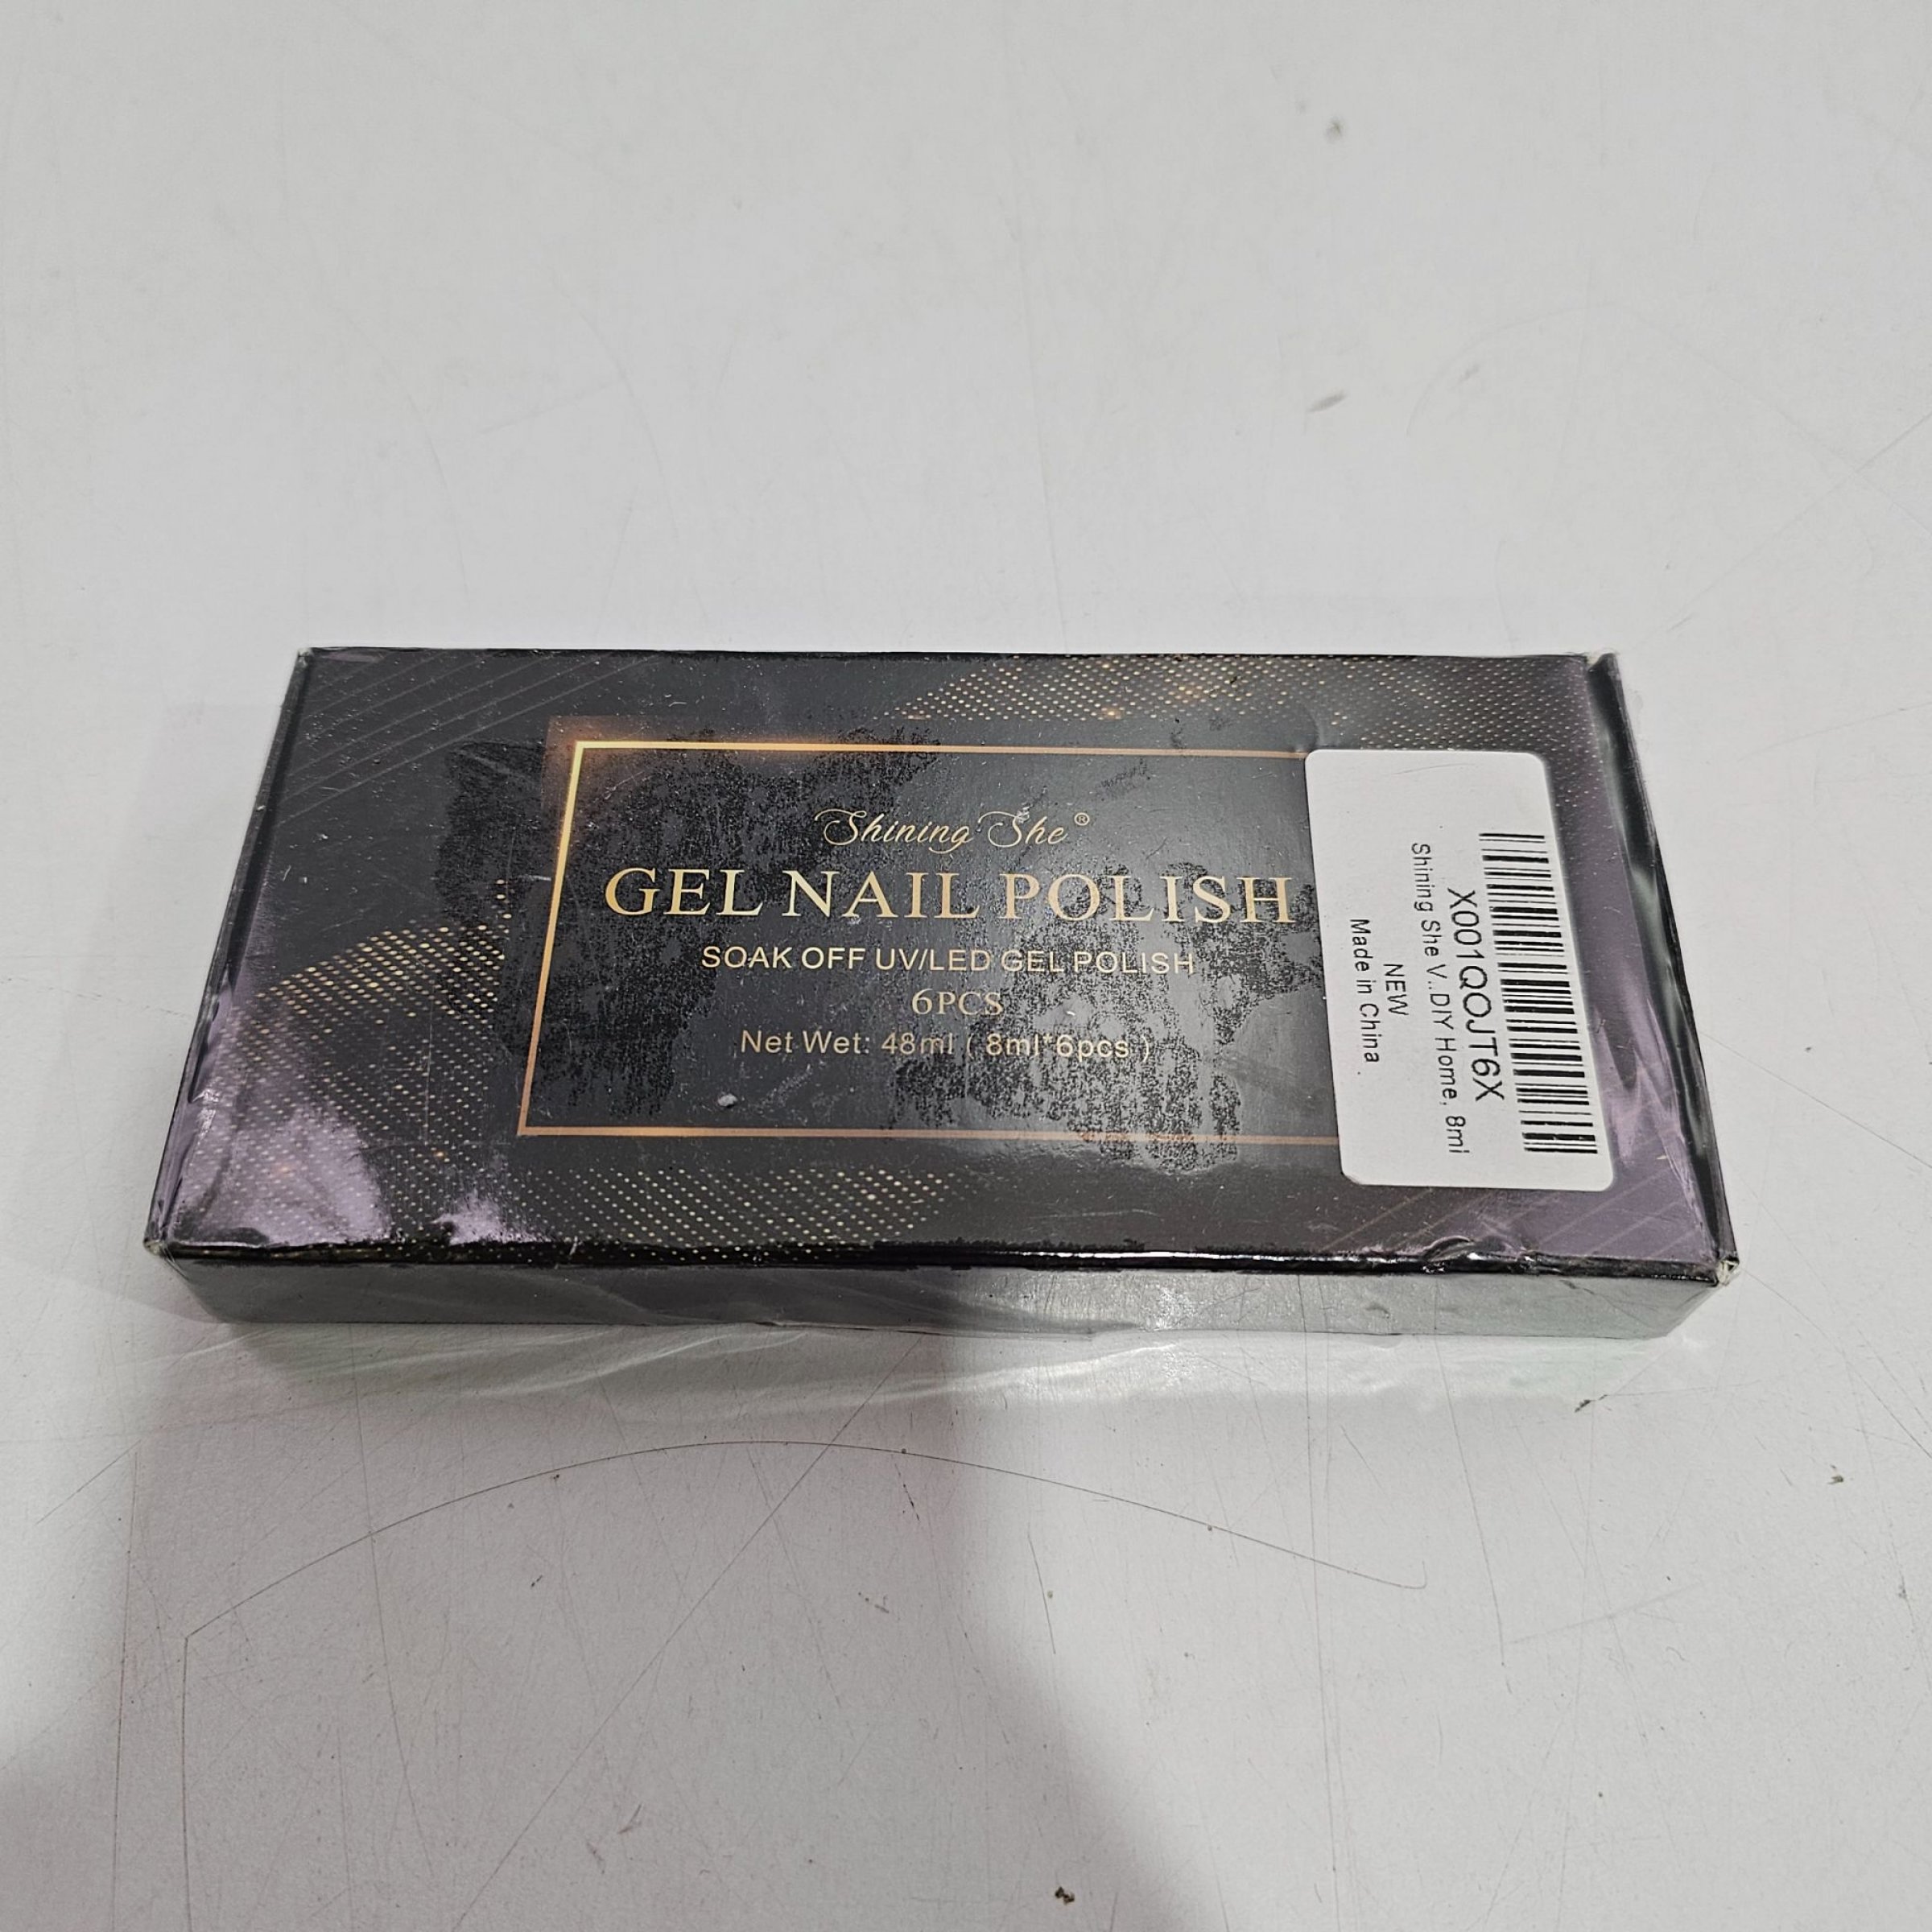 Shining She®
GEL NAIL POLISH
SOAK OFF UV/LED GEL POLISH
6PCS
Net Wet: 48ml ( 8ml*6pcs )
X001QOJT6X
Shining She V..DIY Home, 8ml
NEW
Made in China